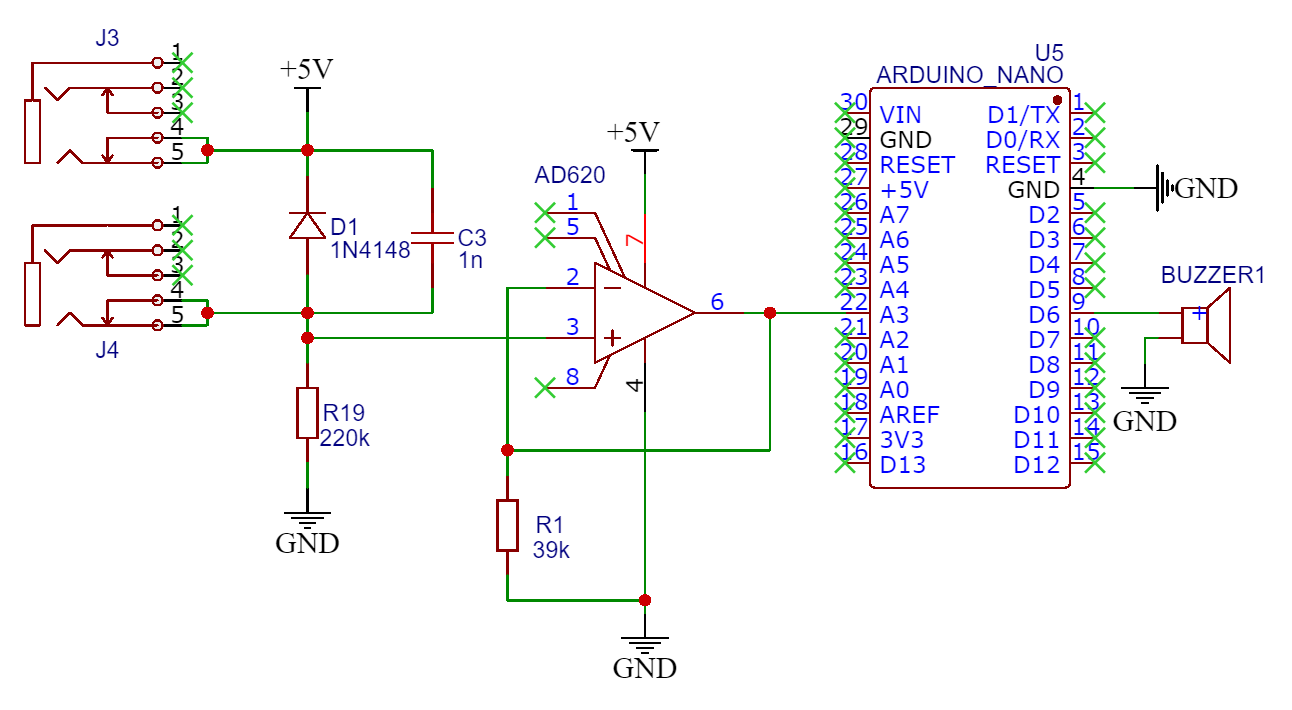 J3
1
2
3
4
5
J4
1
2
3
4
5
+5V
D1
1N4148
C3
1n
R19
220k
GND
+5V
AD620
1
5
2
3
8
7
6
4
R1
39k
GND
U5
ARDUINO_NANO
30 VIN
29 GND
28 RESET
27 +5V
26 A7
25 A6
24 A5
23 A4
22 A3
21 A2
20 A1
19 A0
18 AREF
17 3V3
16 D13
D1/TX 1
D0/RX 2
RESET 3
GND 4
D2 5
D3 6
D4 7
D5 8
D6 9
D7 10
D8 11
D9 12
D10 13
D11 14
D12 15
GND
BUZZER1
+
GND